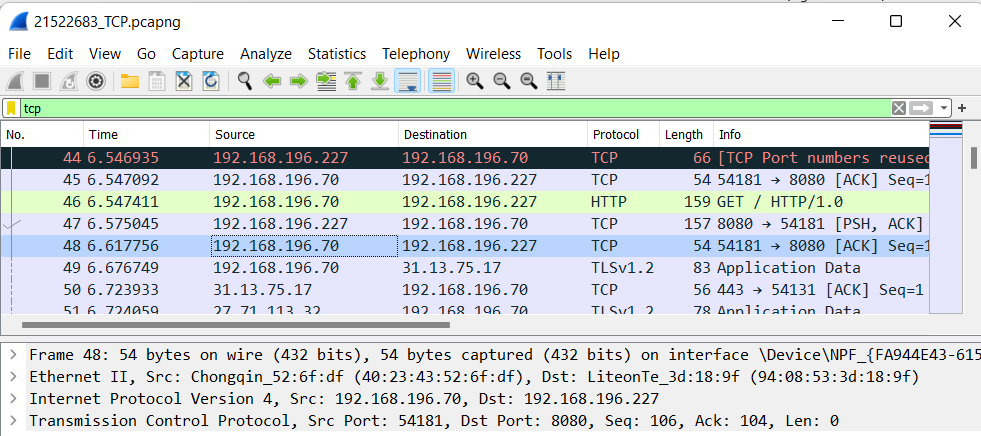 21522683_TCP.pcapng
File Edit View Go Capture Analyze Statistics Telephony Wireless Tools Help
tcp
No. Time Source Destination Protocol Length Info
44 6.546935 192.168.196.227 192.168.196.70 TCP 66 [TCP Port numbers reused
45 6.547092 192.168.196.70 192.168.196.227 TCP 54 54181 → 8080 [ACK] Seq=1
46 6.547411 192.168.196.70 192.168.196.227 HTTP 159 GET / HTTP/1.0
47 6.575045 192.168.196.227 192.168.196.70 TCP 157 8080 → 54181 [PSH, ACK]
48 6.617756 192.168.196.70 192.168.196.227 TCP 54 54181 → 8080 [ACK] Seq=1
49 6.676749 192.168.196.70 31.13.75.17 TLSv1.2 83 Application Data
50 6.723933 31.13.75.17 192.168.196.70 TCP 56 443 → 54131 [ACK] Seq=1
51 6.724059 27.71.113.32 192.168.196.70 TLSv1.2 78 Application Data
Frame 48: 54 bytes on wire (432 bits), 54 bytes captured (432 bits) on interface \Device\NPF_{FA944E43-615
Ethernet II, Src: Chongqin_52:6f:df (40:23:43:52:6f:df), Dst: LiteonTe_3d:18:9f (94:08:53:3d:18:9f)
Internet Protocol Version 4, Src: 192.168.196.70, Dst: 192.168.196.227
Transmission Control Protocol, Src Port: 54181, Dst Port: 8080, Seq: 106, Ack: 104, Len: 0